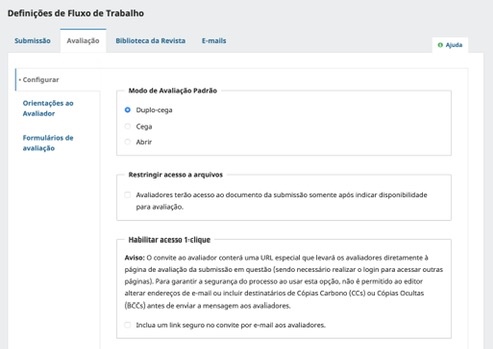 Definições de Fluxo de Trabalho
Submissão Avaliação Biblioteca da Revista E-mails
Ajuda
Configurar
Orientações ao
Avaliador
Formulários de
avaliação
Modo de Avaliação Padrão
Duplo-cega
Cega
Abrir
Restringir acesso a arquivos
Avaliadores terão acesso ao documento da submissão somente após indicar disponibilidade
para avaliação.
Habilitar acesso 1-clique
Aviso: O convite ao avaliador conterá uma URL especial que levará os avaliadores diretamente à
página de avaliação da submissão em questão (sendo necessário realizar o login para acessar outras
páginas). Para garantir a segurança do processo ao usar esta opção, não é permitido ao editor
alterar endereços de e-mail ou incluir destinatários de Cópias Carbono (CCs) ou Cópias Ocultas
(BCCs) antes de enviar a mensagem aos avaliadores.
Inclua um link seguro no convite por e-mail aos avaliadores.